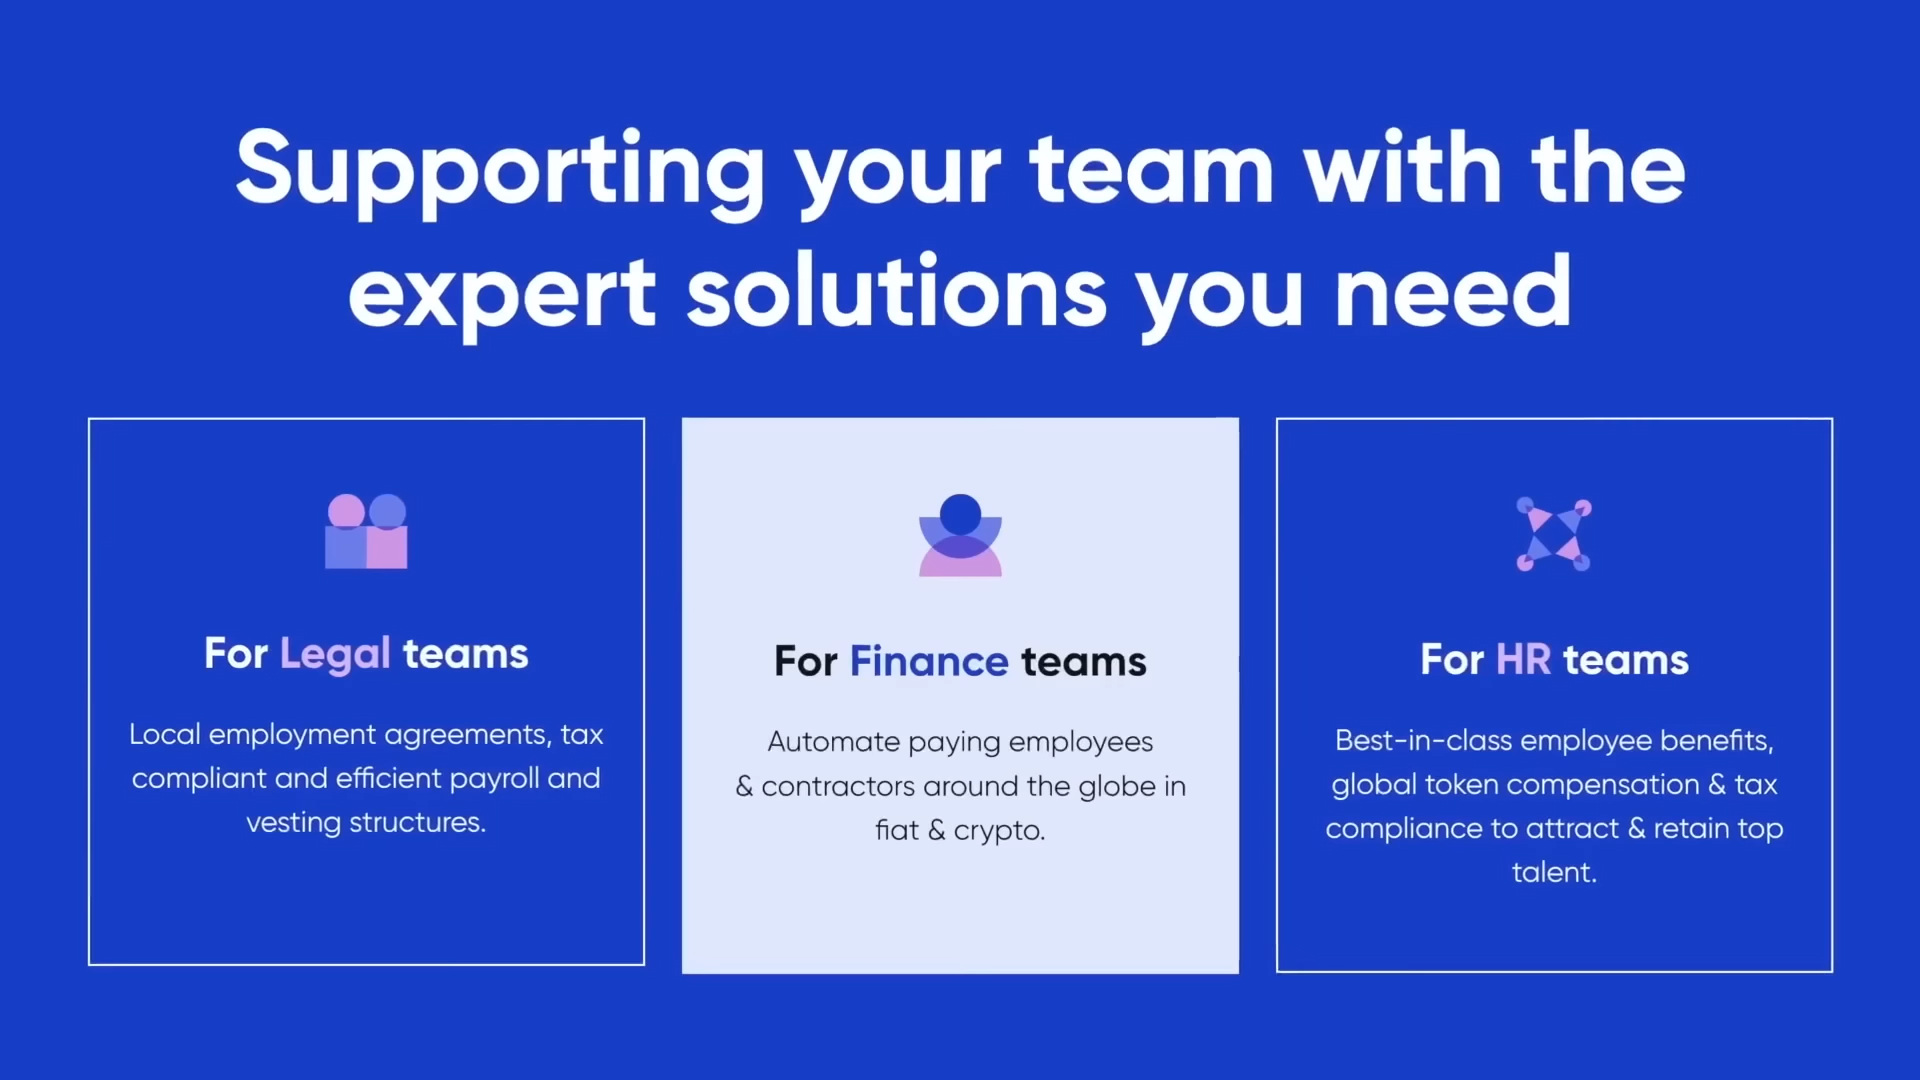 Supporting your team with the
expert solutions you need
For Legal teams
Local employment agreements, tax
compliant and efficient payroll and
vesting structures.
For Finance teams
Automate paying employees
& contractors around the globe in
fiat & crypto.
For HR teams
Best-in-class employee benefits,
global token compensation & tax
compliance to attract & retain top
talent.